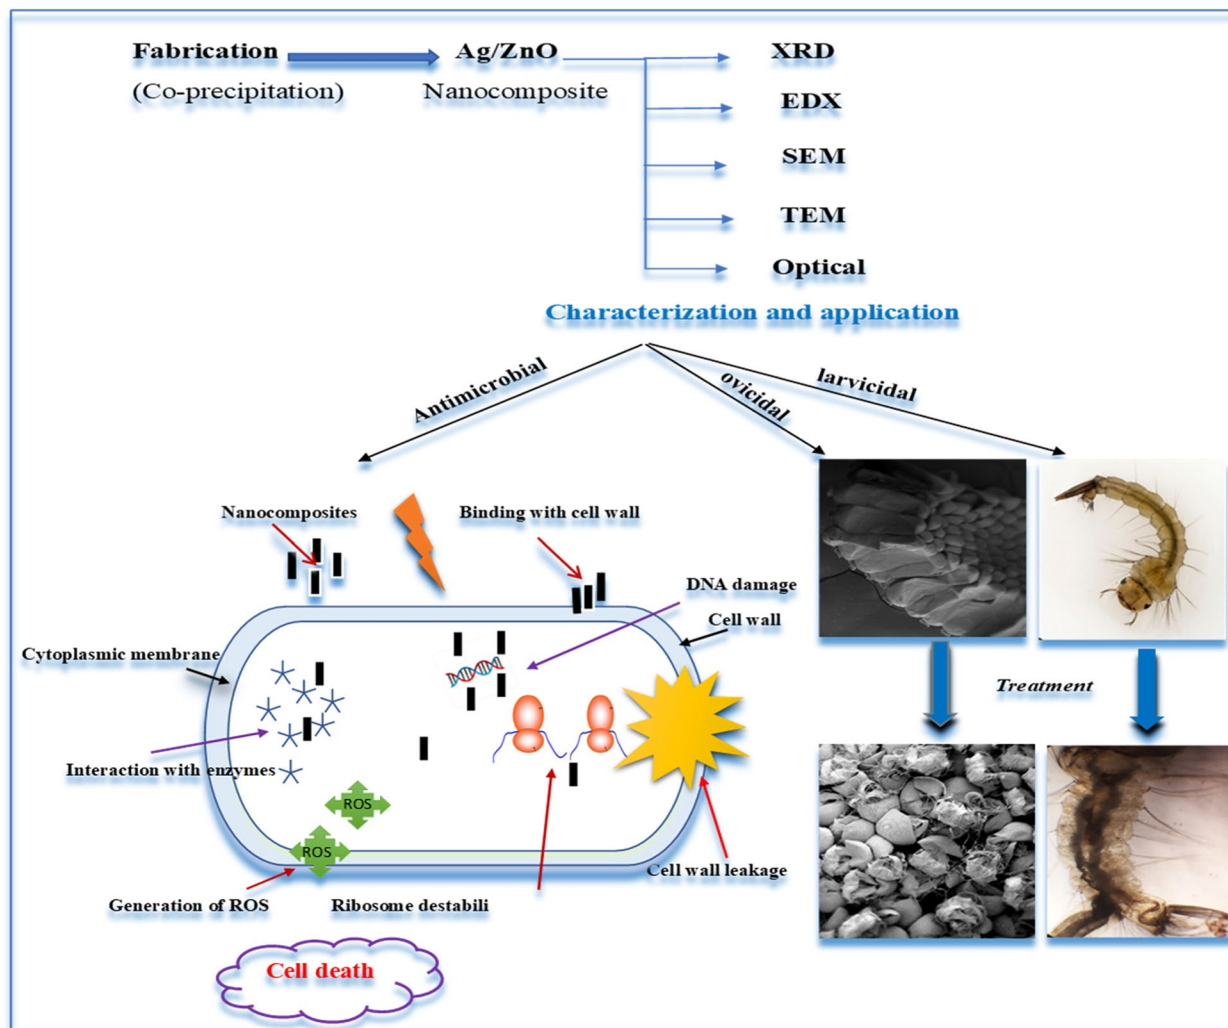 Fabrication
Ag/ZnO
XRD
(Co-precipitation)
Nanocomposite
EDX
SEM
TEM
Optical
Characterization and application
Antimicrobial
ovicidal
larvicidal
Nanocomposites
Binding with cell wall
DNA damage
Cell wall
Cytoplasmic membrane
Treatment
Interaction with enzymes
ROS
ROS
Cell wall leakage
Generation of ROS
Ribosome destabili
Cell death